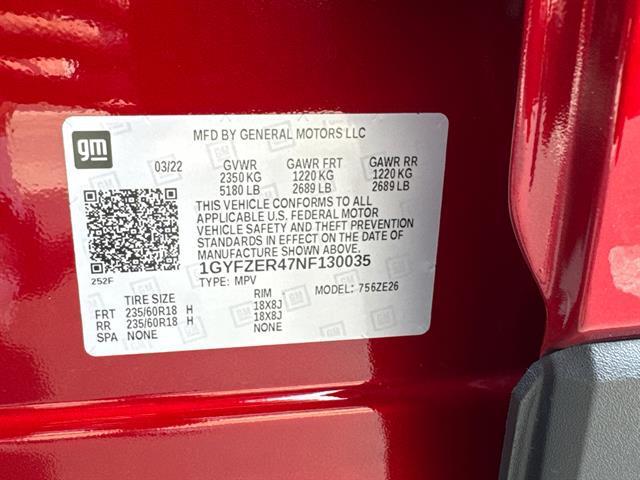 gm
MFD BY GENERAL MOTORS LLC
03/22 GVWR GAWR FRT GAWR RR
2350 KG 1220 KG 1220 KG
5180 LB 2689 LB 2689 LB
THIS VEHICLE CONFORMS TO ALL
APPLICABLE U.S. FEDERAL MOTOR
VEHICLE SAFETY AND THEFT PREVENTION
STANDARDS IN EFFECT ON THE DATE OF
MANUFACTURE SHOWN ABOVE.
252F
1GYFZER47NF130035
TYPE: MPV MODEL: 756ZE26
TIRE SIZE RIM
FRT 235/60R18 H 18X8J
RR 235/60R18 H 18X8J
SPA NONE NONE